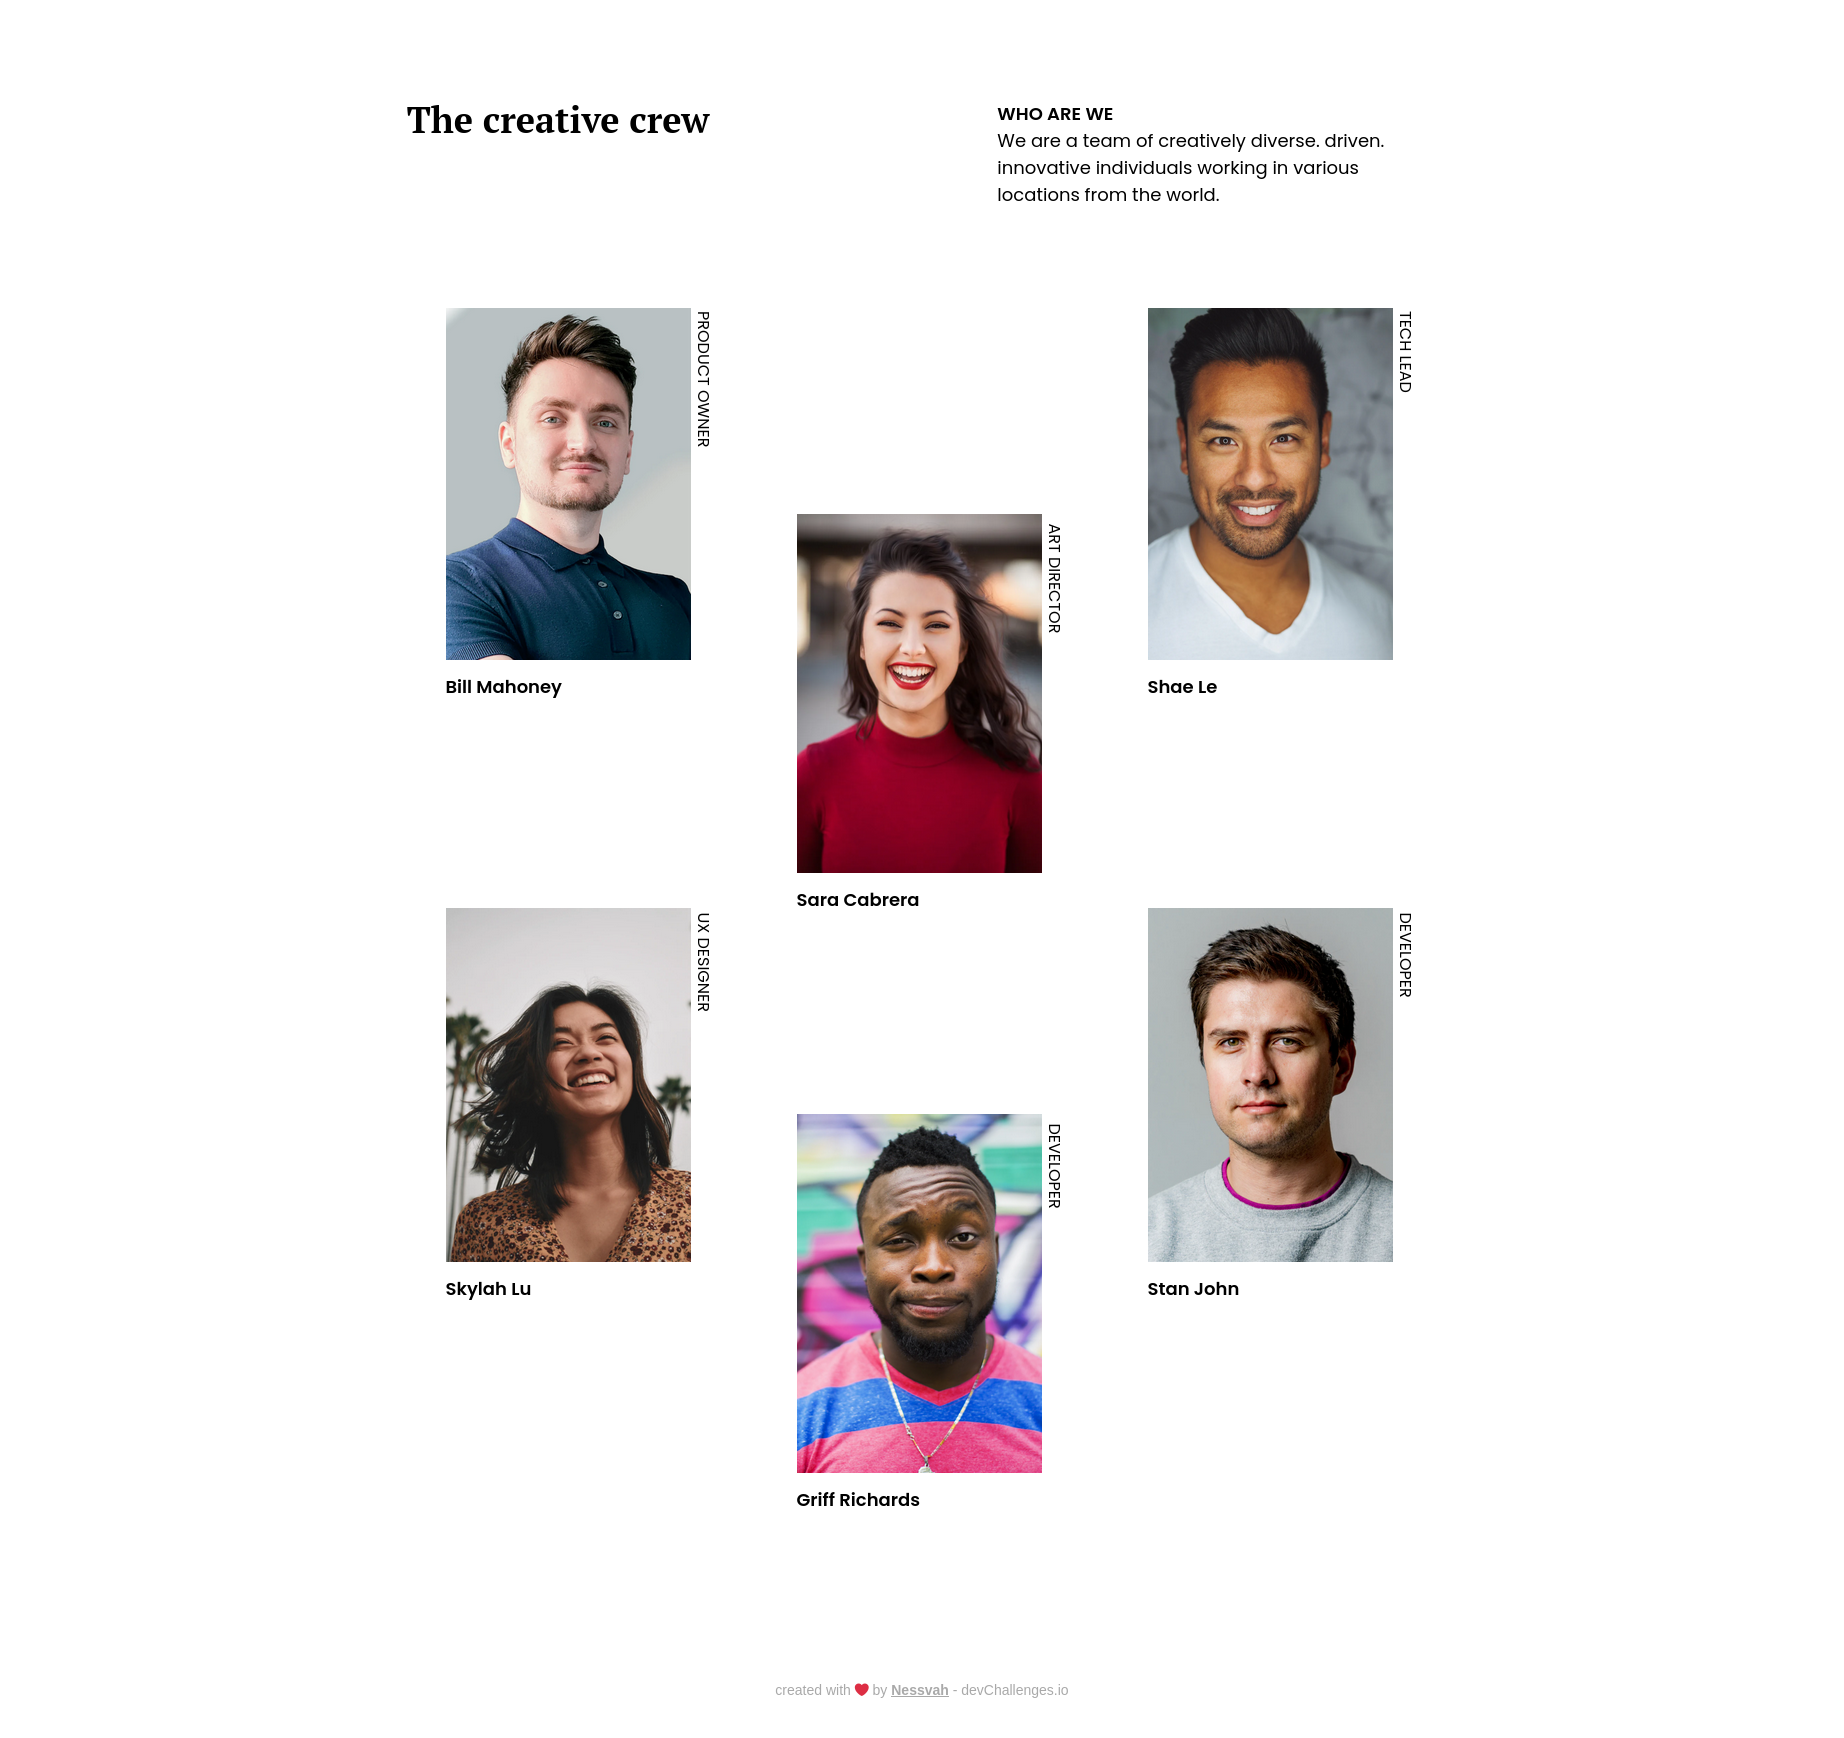 The creative crew
WHO ARE WE
We are a team of creatively diverse. driven.
innovative individuals working in various
locations from the world.
PRODUCT OWNER
Bill Mahoney
ART DIRECTOR
Sara Cabrera
TECH LEAD
Shae Le
UX DESIGNER
Skylah Lu
DEVELOPER
Griff Richards
DEVELOPER
Stan John
created with ❤ by Nessvah - devChallenges.io